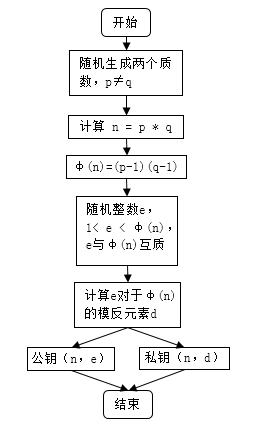 开始
随机生成两个质
数，p≠q
计算 n = p * q
Φ(n)=(p-1)(q-1)
随机整数e，
1< e < Φ(n)，
e与Φ(n)互质
计算e对于Φ(n)
的模反元素d
公钥（n，e）
私钥（n，d）
结束